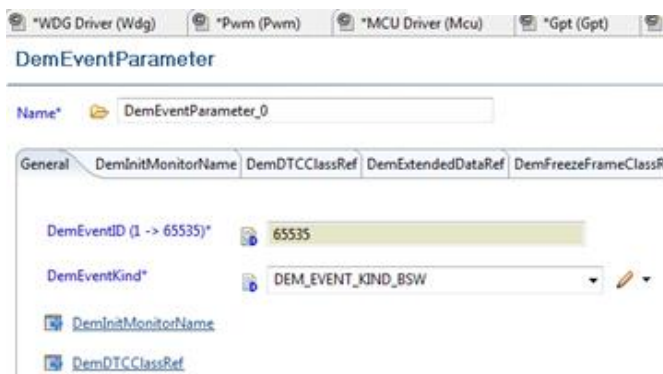 *WDG Driver (Wdg) *Pwm (Pwm) *MCU Driver (Mcu) *Gpt (Gpt)
DemEventParameter
Name* DemEventParameter_0
General DemInitMonitorName DemDTCClassRef DemExtendedDataRef DemFreezeFrameClassR
DemEventID (1 -> 65535)* 65535
DemEventKind* DEM_EVENT_KIND_BSW
DemInitMonitorName
DemDTCClassRef